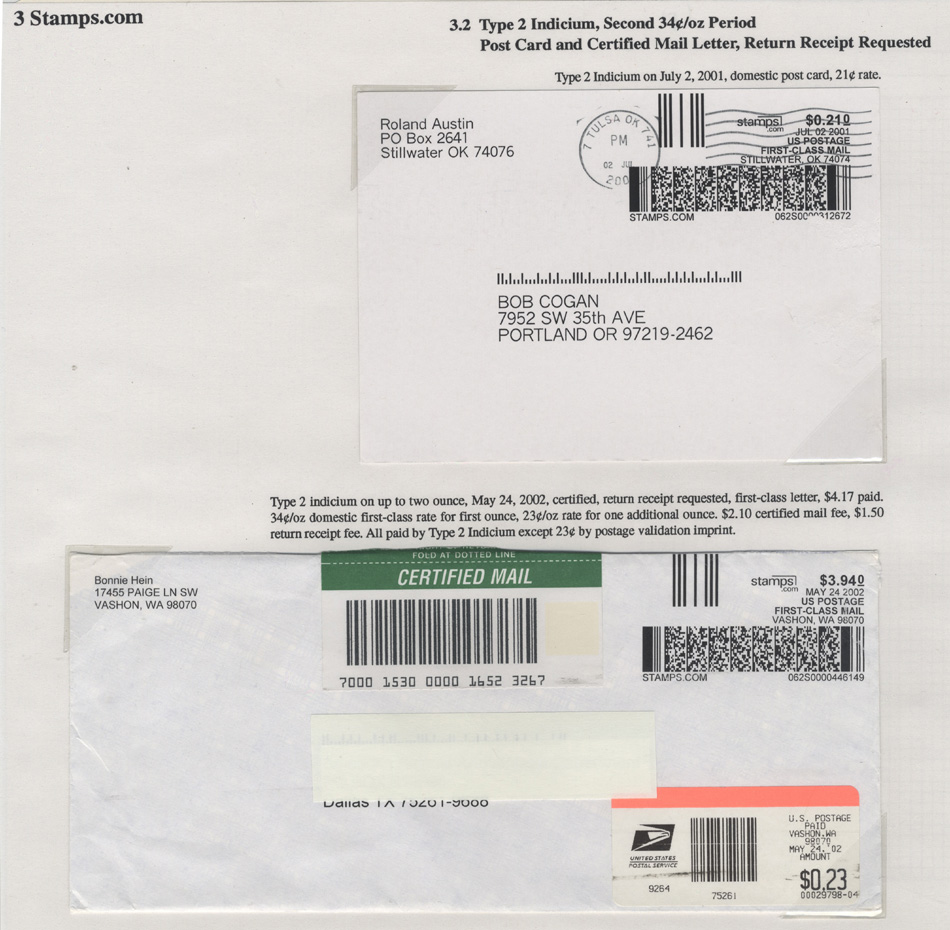 3 Stamps.com
3.2 Type 2 Indicium, Second 34¢/oz Period
Post Card and Certified Mail Letter, Return Receipt Requested
Type 2 Indicium on July 2, 2001, domestic post card, 21¢ rate.
Roland Austin
PO Box 2641
Stillwater OK 74076
TULSA OK 741
PM
02 JUL
200
stamps.com
$0.210
JUL 02 2001
US POSTAGE
FIRST-CLASS MAIL
STILLWATER, OK 74074
STAMPS.COM 062S0000312672
BOB COGAN
7952 SW 35th AVE
PORTLAND OR 97219-2462
Type 2 indicium on up to two ounce, May 24, 2002, certified, return receipt requested, first-class letter, $4.17 paid.
34¢/oz domestic first-class rate for first ounce, 23¢/oz rate for one additional ounce. $2.10 certified mail fee, $1.50
return receipt fee. All paid by Type 2 Indicium except 23¢ by postage validation imprint.
Bonnie Hein
17455 PAIGE LN SW
VASHON, WA 98070
FOLD AT DOTTED LINE
CERTIFIED MAIL
7000 1530 0000 1652 3267
stamps.com
$3.940
MAY 24 2002
US POSTAGE
FIRST-CLASS MAIL
VASHON, WA 98070
STAMPS.COM 062S0000446149
Dallas TX 75261-9688
UNITED STATES
POSTAL SERVICE
9264
75261
U.S. POSTAGE
PAID
VASHON,WA
98070
MAY 24,'02
AMOUNT
$0.23
00029798-04